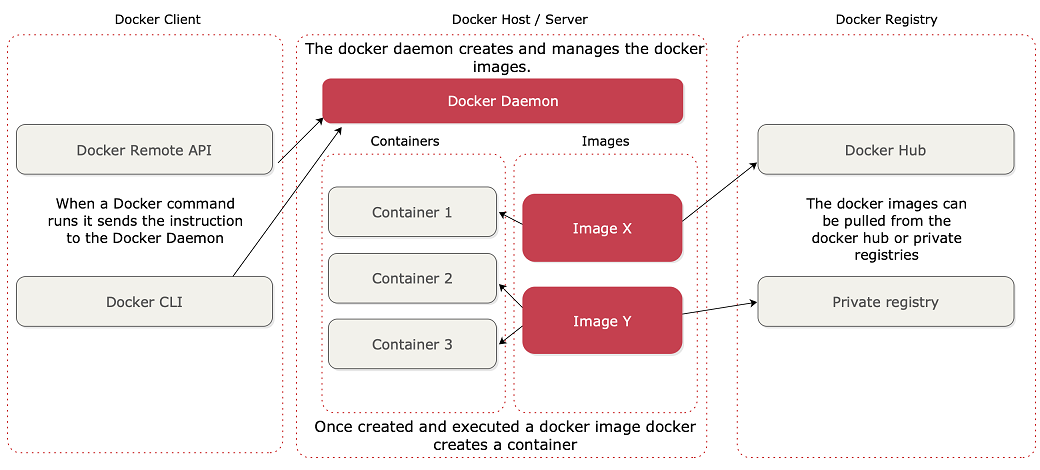 Docker Client
Docker Host / Server
Docker Registry
The docker daemon creates and manages the docker
images.
Docker Daemon
Docker Remote API
When a Docker command
runs it sends the instruction
to the Docker Daemon
Docker CLI
Containers
Images
Container 1
Container 2
Container 3
Image X
Image Y
Once created and executed a docker image docker
creates a container
Docker Hub
The docker images can
be pulled from the
docker hub or private
registries
Private registry